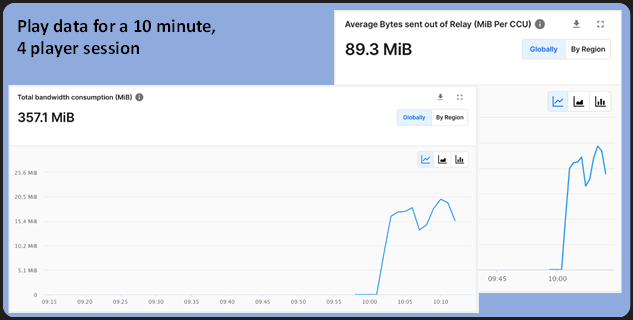 Play data for a 10 minute,
4 player session
Average Bytes sent out of Relay (MiB Per CCU)
89.3 MiB
Globally By Region
09:45 10:00
Total bandwidth consumption (MiB)
357.1 MiB
Globally By Region
25.6 MiB
20.5 MiB
15.4 MiB
10.2 MiB
5.1 MiB
0
09:15 09:20 09:25 09:30 09:35 09:40 09:45 09:50 09:55 10:00 10:05 10:10